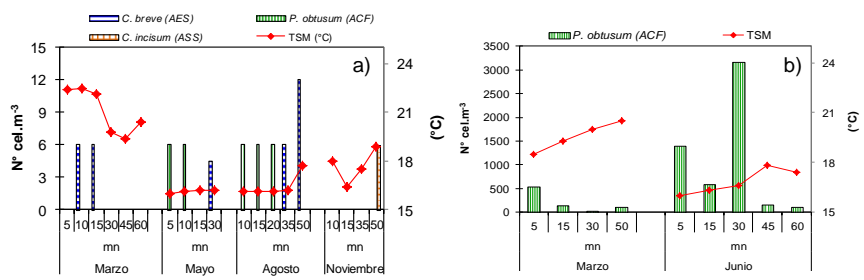 C. breve (AES) P. obtusum (ACF)
C. incisum (ASS) TSM (°C)
a)
N° cel.m-3
15
12
9
6
3
0
24
21
18
15
(°C)
5 10 15 30 45 60 5 10 15 30 10 15 20 35 50 10 15 35 50
mn mn mn mn
Marzo Mayo Agosto Noviembre
P. obtusum (ACF) TSM
b)
N° cel.m-3
3500
3000
2500
2000
1500
1000
500
0
24
21
18
15
(°C)
5 15 30 50 5 15 30 45 60
mn mn
Marzo Junio